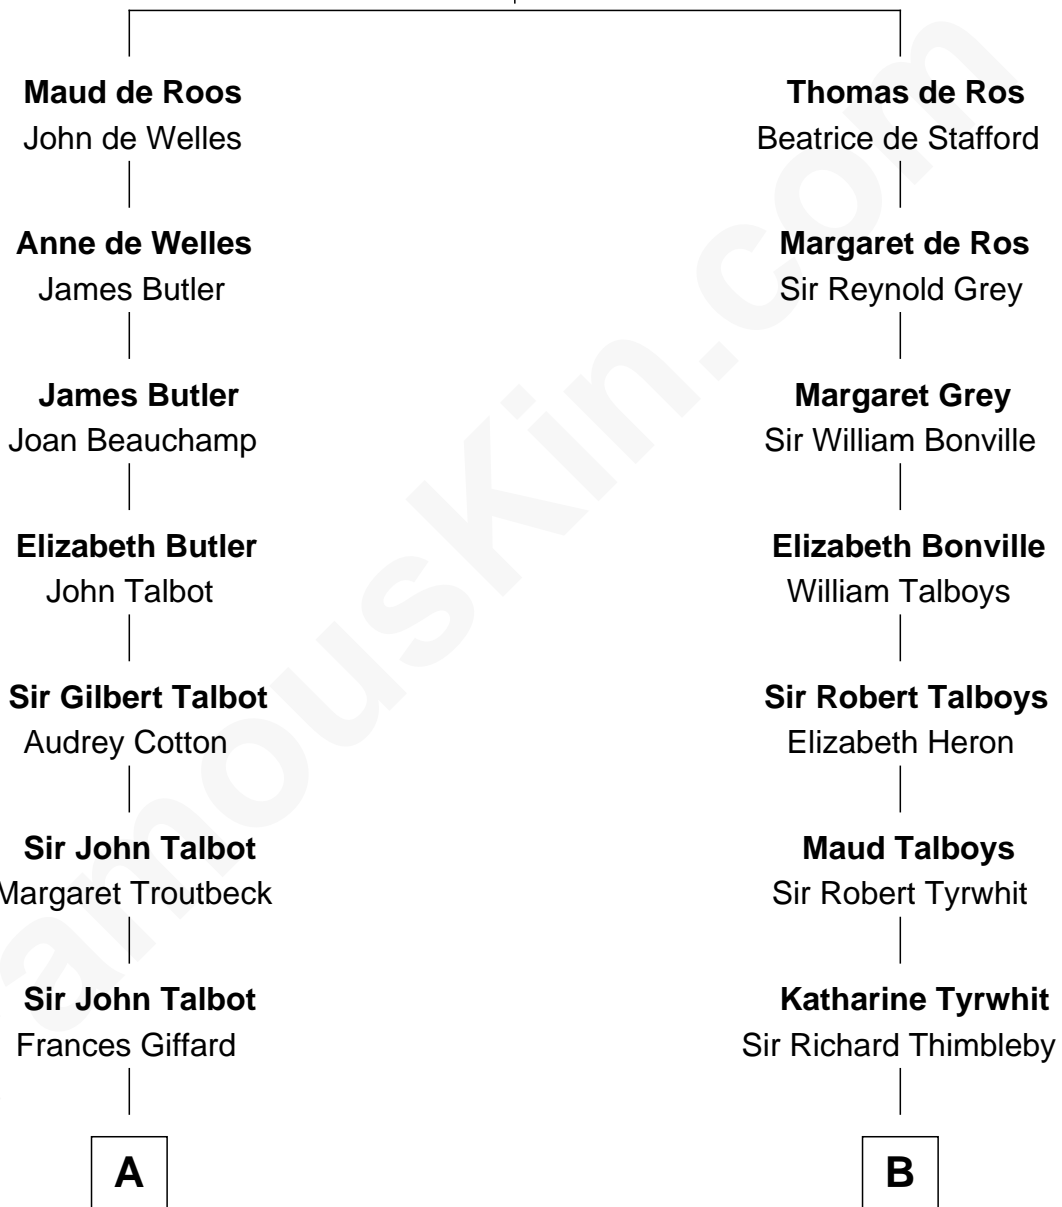 Maud de Roos
John de Welles
Anne de Welles
James Butler
James Butler
Joan Beauchamp
Elizabeth Butler
John Talbot
Sir Gilbert Talbot
Audrey Cotton
Sir John Talbot
Margaret Troutbeck
Sir John Talbot
Frances Giffard
A
Thomas de Ros
Beatrice de Stafford
Margaret de Ros
Sir Reynold Grey
Margaret Grey
Sir William Bonville
Elizabeth Bonville
William Talboys
Sir Robert Talboys
Elizabeth Heron
Maud Talboys
Sir Robert Tyrwhit
Katharine Tyrwhit
Sir Richard Thimbleby
B
amousKin.com